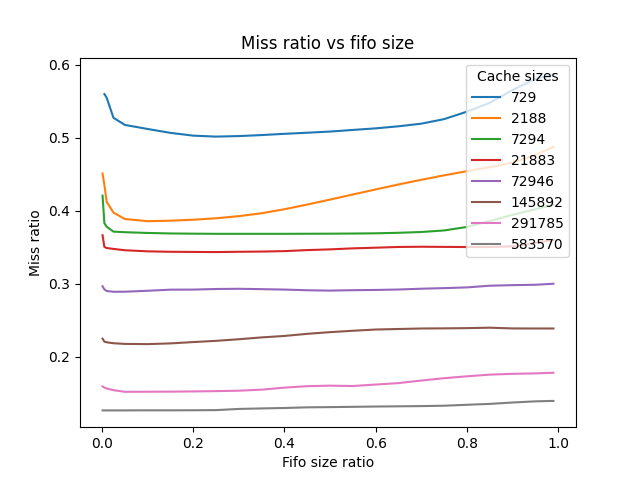 Miss ratio vs fifo size
Miss ratio
0.6
0.5
0.4
0.3
0.2
Cache sizes
729
2188
7294
21883
72946
145892
291785
583570
0.0 0.2 0.4 0.6 0.8 1.0
Fifo size ratio